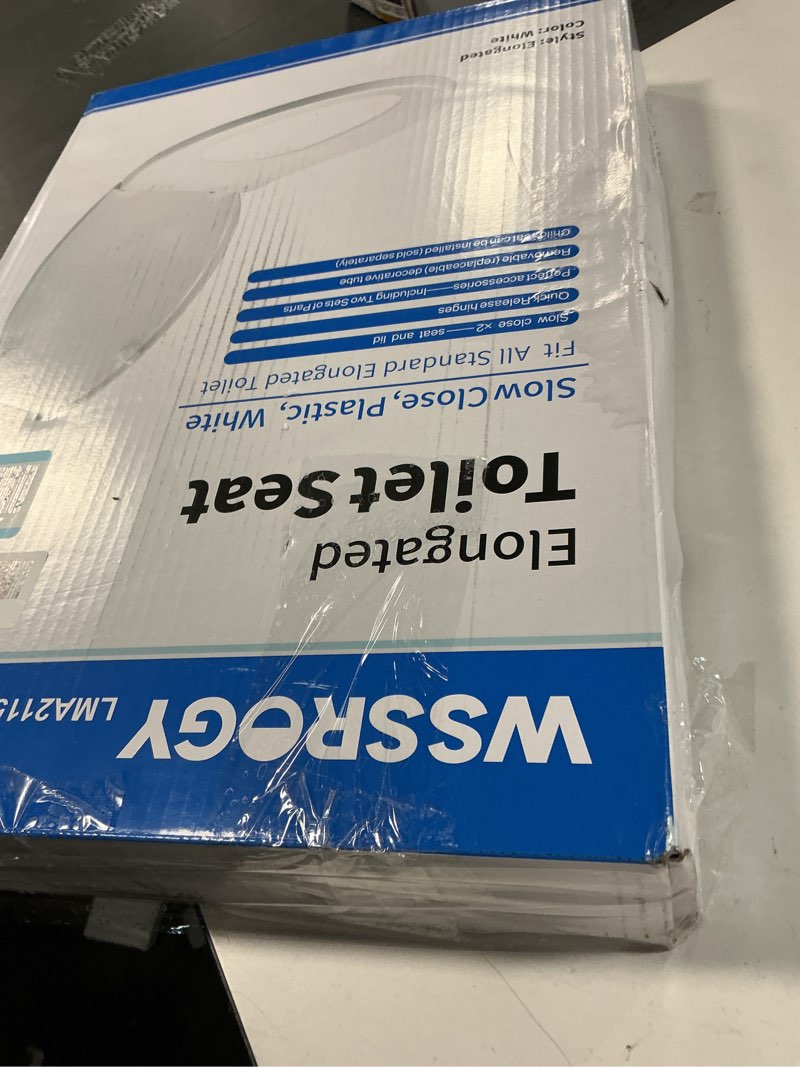 WSSROGY LMA2115
Elongated
Toilet Seat
Slow Close, Plastic, White
Fit All Standard Elongated Toilet
Slow close ×2——seat and lid
Quick-Release hinges
Perfect accessories——Including Two Sets of Parts
Removable (replaceable) decorative tube
Child seat can be installed (sold separately)
Style: Elongated
Color: White